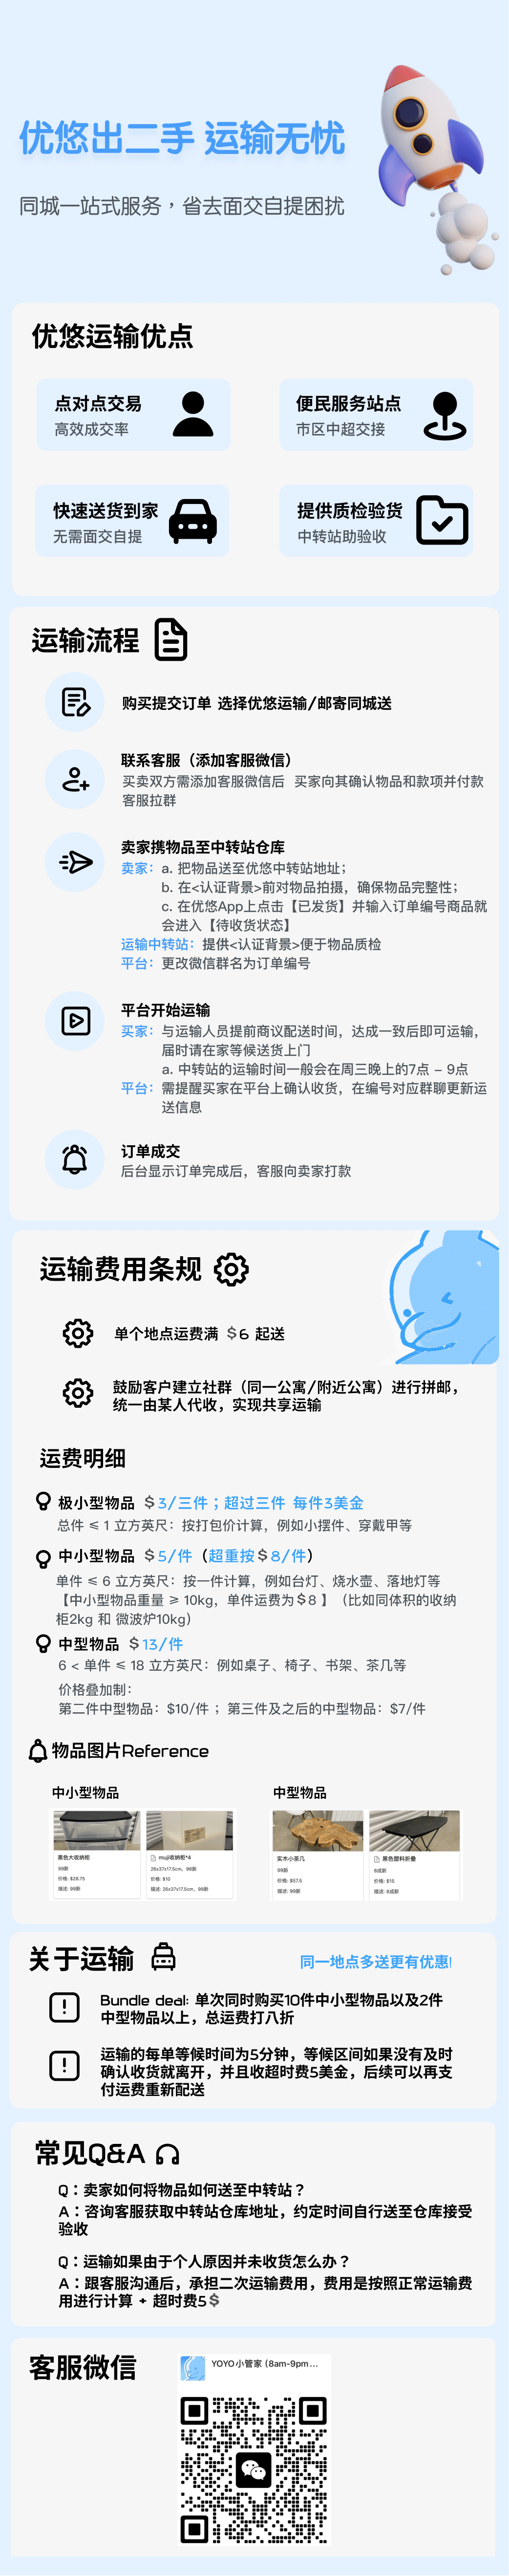 优悠出二手 运输无忧
同城一站式服务，省去面交自提困扰
优悠运输优点
点对点交易
高效成交率
便民服务站点
市区中超交接
快速送货到家
无需面交自提
提供质检验货
中转站助验收
运输流程
购买提交订单 选择优悠运输/邮寄同城送
联系客服（添加客服微信）
买卖双方需添加客服微信后 买家向其确认物品和款项并付款
客服拉群
卖家携物品至中转站仓库
卖家： a. 把物品送至优悠中转站地址；
b. 在<认证背景>前对物品拍摄，确保物品完整性；
c. 在优悠App上点击【已发货】并输入订单编号商品就
会进入【待收货状态】
运输中转站： 提供<认证背景>便于物品质检
平台： 更改微信群名为订单编号
平台开始运输
买家： 与运输人员提前商议配送时间，达成一致后即可运输，
届时请在家等候送货上门
a. 中转站的运输时间一般会在周三晚上的7点 – 9点
平台： 需提醒买家在平台上确认收货，在编号对应群聊更新运
送信息
订单成交
后台显示订单完成后，客服向卖家打款
运输费用条规
单个地点运费满 $6 起送
鼓励客户建立社群（同一公寓/附近公寓）进行拼邮，
统一由某人代收，实现共享运输
运费明细
极小型物品 $3/三件；超过三件 每件3美金
总件 ≤ 1 立方英尺：按打包价计算，例如小摆件、穿戴甲等
中小型物品 $5/件（超重按$8/件）
单件 ≤ 6 立方英尺：按一件计算，例如台灯、烧水壶、落地灯等
【中小型物品重量 ≥ 10kg，单件运费为$8 】（比如同体积的收纳
柜2kg 和 微波炉10kg）
中型物品 $13/件
6 < 单件 ≤ 18 立方英尺：例如桌子、椅子、书架、茶几等
价格叠加制：
第二件中型物品：$10/件 ；第三件及之后的中型物品：$7/件
物品图片Reference
中小型物品
中型物品
黑色大收纳柜
99新
价格: $28.75
描述: 99新
muji收纳柜*4
26x37x17.5cm，98新
价格: $10
描述: 26x37x17.5cm，98新
实木小茶几
99新
价格: $57.5
描述: 99新
黑色塑料折叠
8成新
价格: $15
描述: 8成新
关于运输
同一地点多送更有优惠!
Bundle deal: 单次同时购买10件中小型物品以及2件
中型物品以上，总运费打八折
运输的每单等候时间为5分钟，等候区间如果没有及时
确认收货就离开，并且收超时费5美金，后续可以再支
付运费重新配送
常见Q&A
Q：卖家如何将物品如何送至中转站？
A：咨询客服获取中转站仓库地址，约定时间自行送至仓库接受
验收
Q：运输如果由于个人原因并未收货怎么办？
A：跟客服沟通后，承担二次运输费用，费用是按照正常运输费
用进行计算 + 超时费5$
客服微信
YOYO小管家 (8am-9pm...